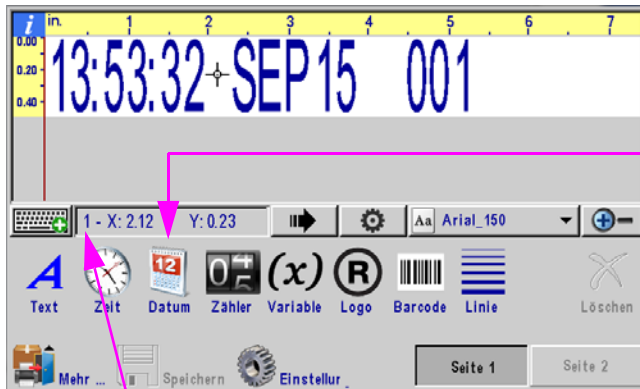 i in. 1 2 3 4 5 6 7
0.00
0.20
0.40
13:53:32 SEP15 001
1 - X: 2.12 Y: 0.23 Aa Arial_150
12 (x) R
Text Zeit Datum Zähler Variable Logo Barcode Linie Löschen
Mehr ... Speichern Einstellur Seite 1 Seite 2